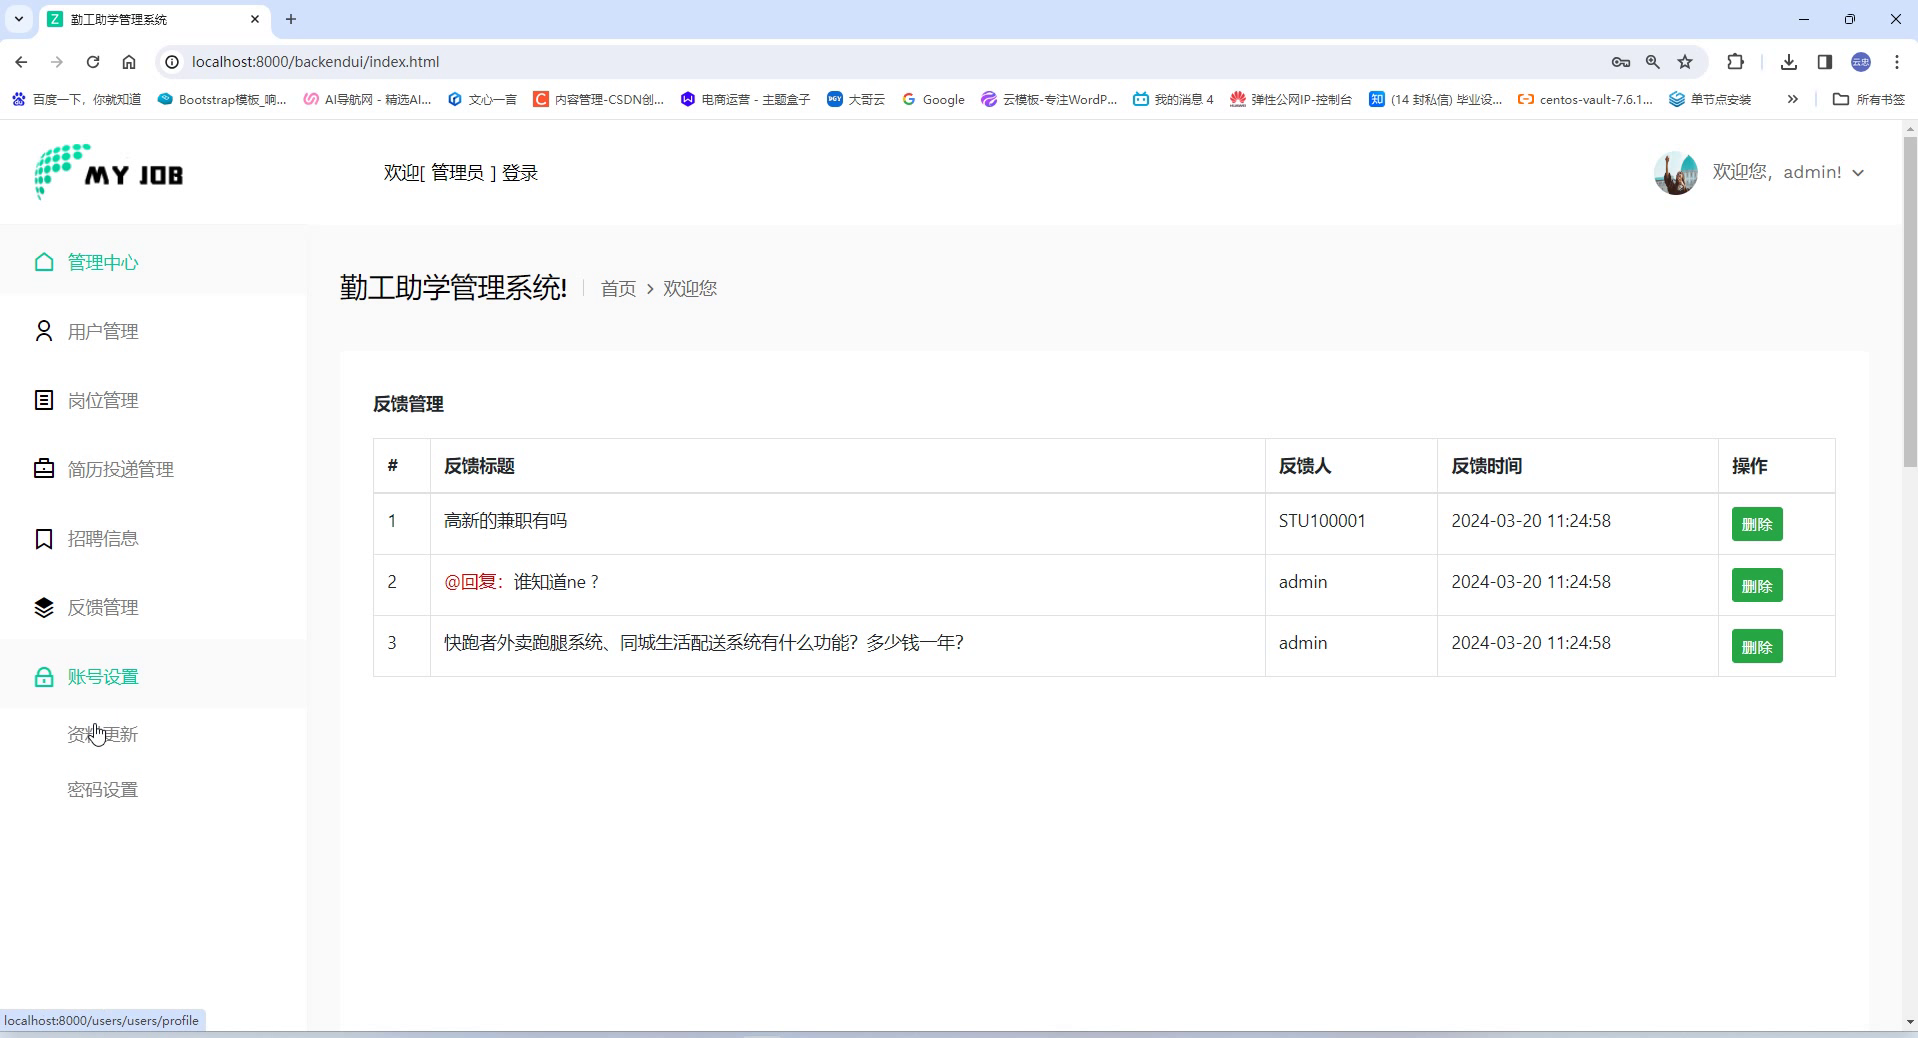 勤工助学管理系统
localhost:8000/backendui/index.html
云忠
百度一下，你就知道
Bootstrap模板_响...
AI导航网 - 精选AI...
文心一言
内容管理-CSDN创...
电商运营 - 主题盒子
大哥云
Google
云模板-专注WordP...
我的消息 4
弹性公网IP-控制台
(14 封私信) 毕业设...
centos-vault-7.6.1...
单节点安装
所有书签
MY JOB
欢迎[ 管理员 ] 登录
欢迎您，admin!
管理中心
用户管理
岗位管理
简历投递管理
招聘信息
反馈管理
账号设置
资料更新
密码设置
勤工助学管理系统!
首页 > 欢迎您
反馈管理
# 反馈标题 反馈人 反馈时间 操作
1 高新的兼职有吗 STU100001 2024-03-20 11:24:58 删除
2 @回复：谁知道ne ? admin 2024-03-20 11:24:58 删除
3 快跑者外卖跑腿系统、同城生活配送系统有什么功能？多少钱一年? admin 2024-03-20 11:24:58 删除
localhost:8000/users/users/profile